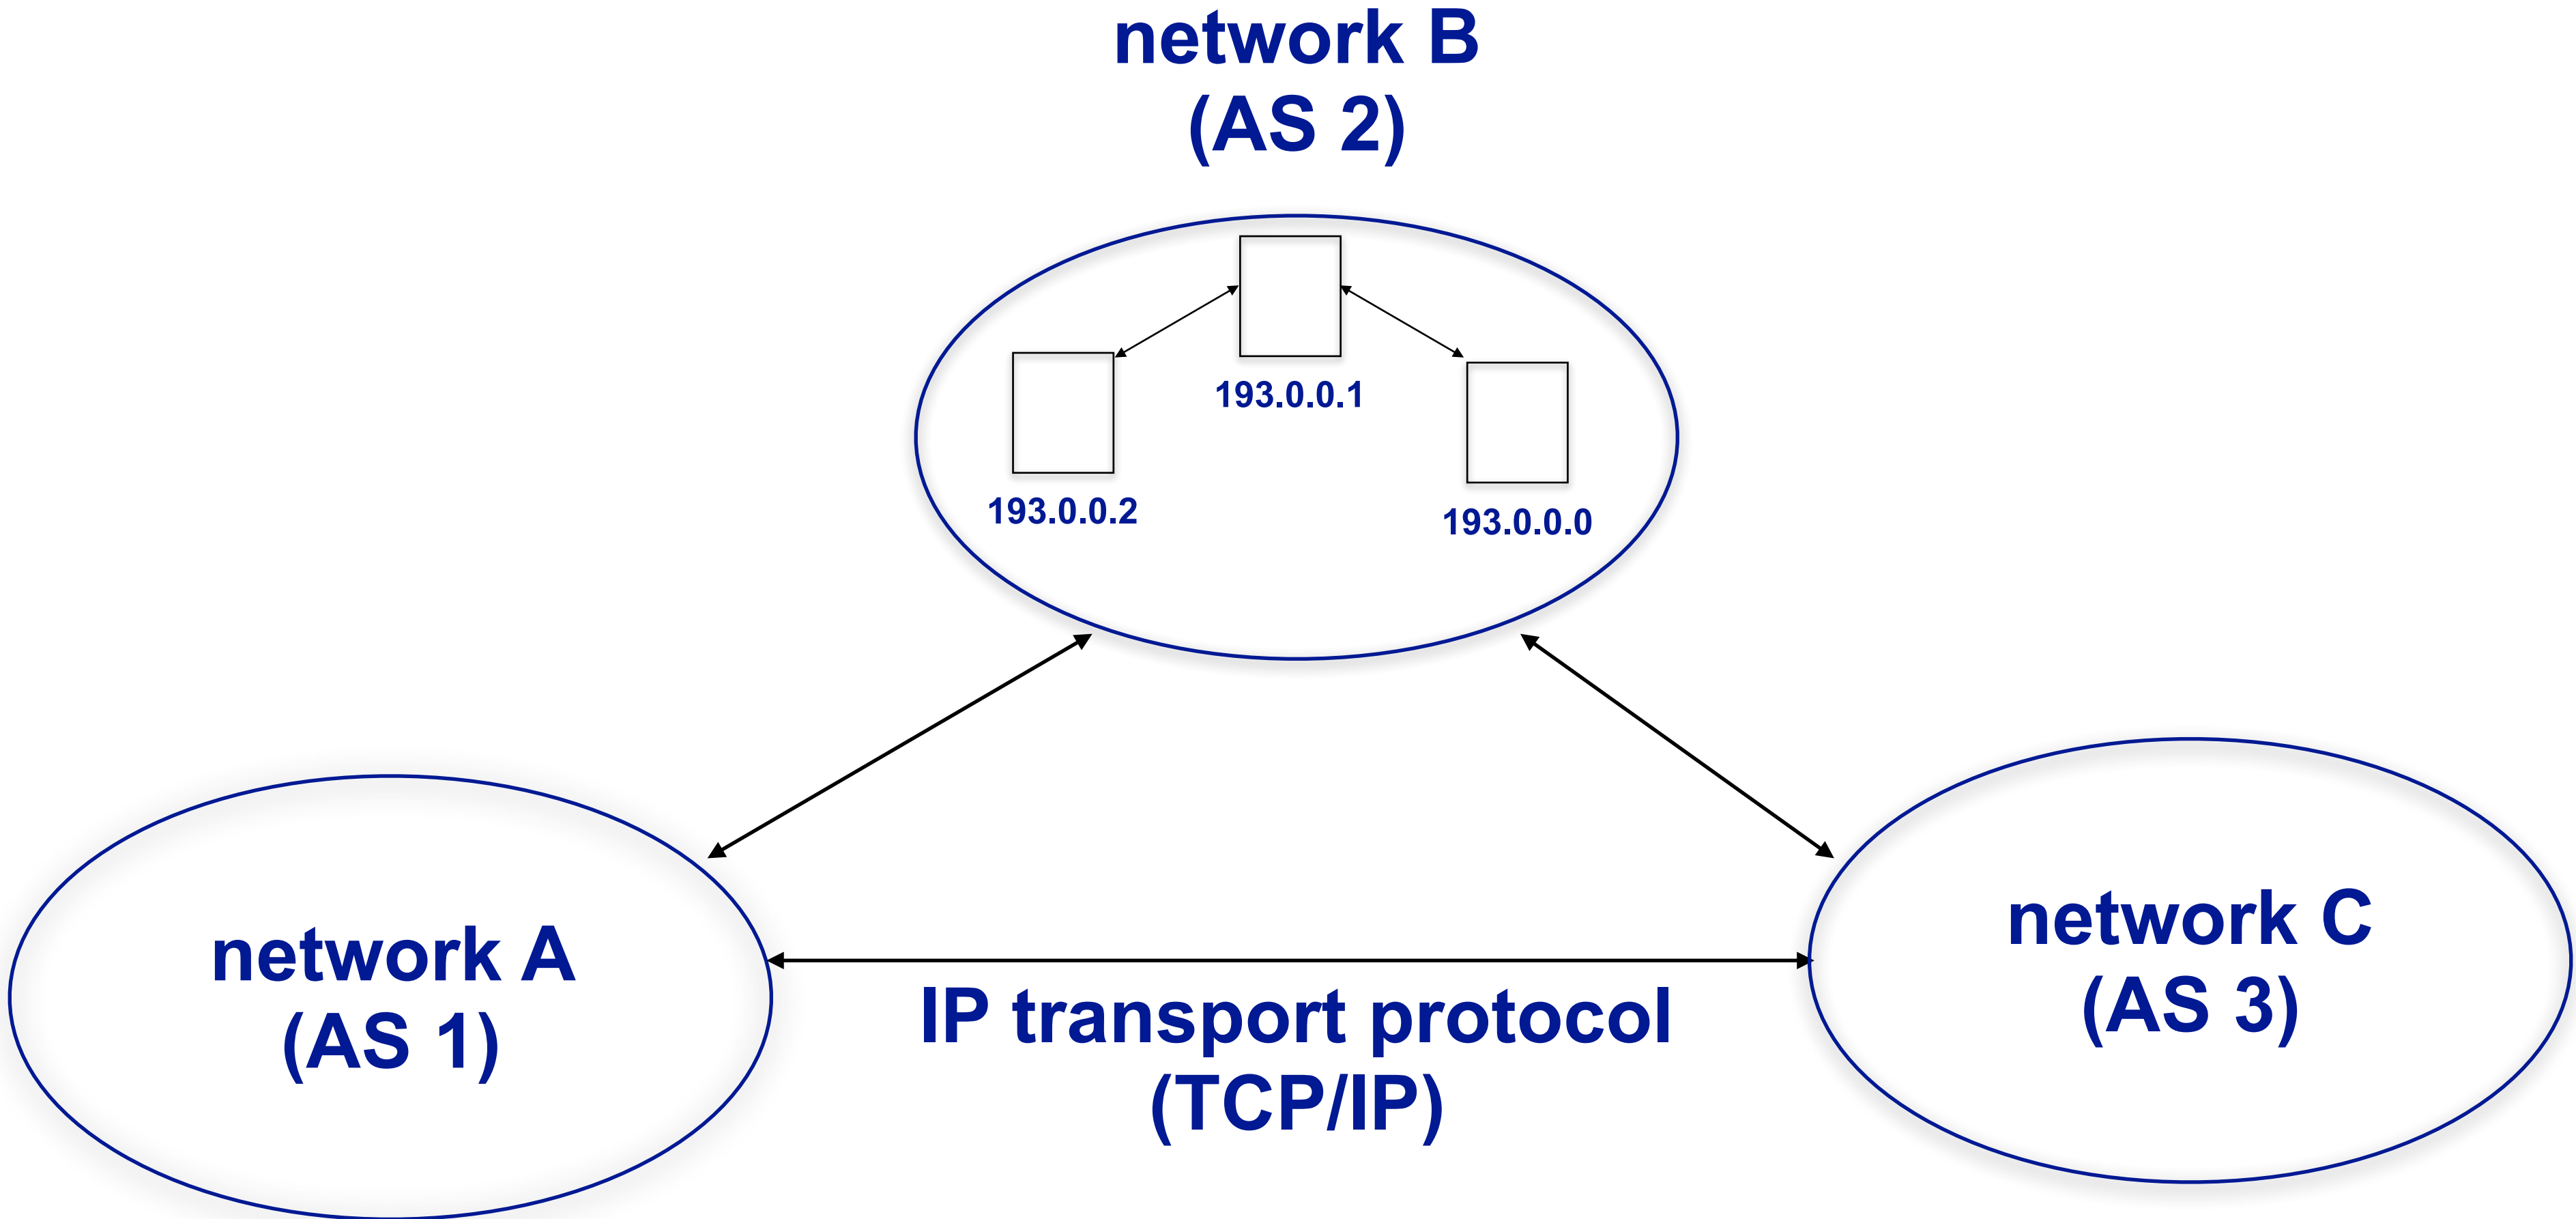 network B
(AS 2)
193.0.0.1
193.0.0.2
193.0.0.0
network A
(AS 1)
IP transport protocol
(TCP/IP)
network C
(AS 3)